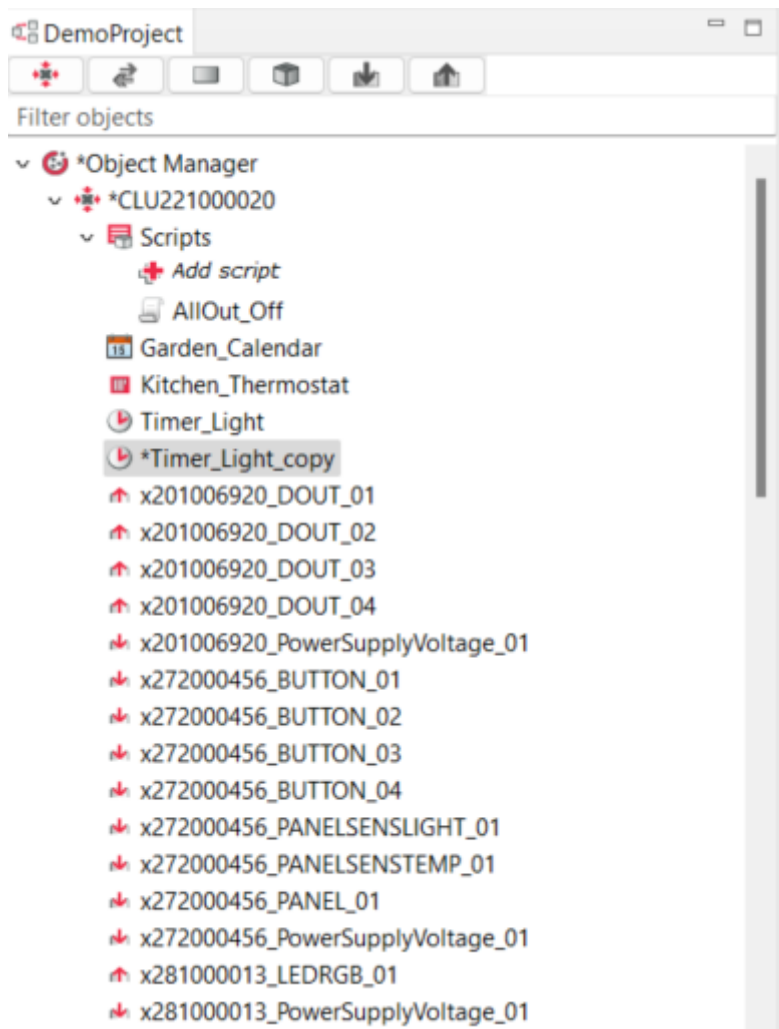 DemoProject
Filter objects
*Object Manager
*CLU221000020
Scripts
Add script
AllOut_Off
15 Garden_Calendar
Kitchen_Thermostat
Timer_Light
*Timer_Light_copy
x201006920_DOUT_01
x201006920_DOUT_02
x201006920_DOUT_03
x201006920_DOUT_04
x201006920_PowerSupplyVoltage_01
x272000456_BUTTON_01
x272000456_BUTTON_02
x272000456_BUTTON_03
x272000456_BUTTON_04
x272000456_PANELSENSLIGHT_01
x272000456_PANELSENSTEMP_01
x272000456_PANEL_01
x272000456_PowerSupplyVoltage_01
x281000013_LEDRGB_01
x281000013_PowerSupplyVoltage_01